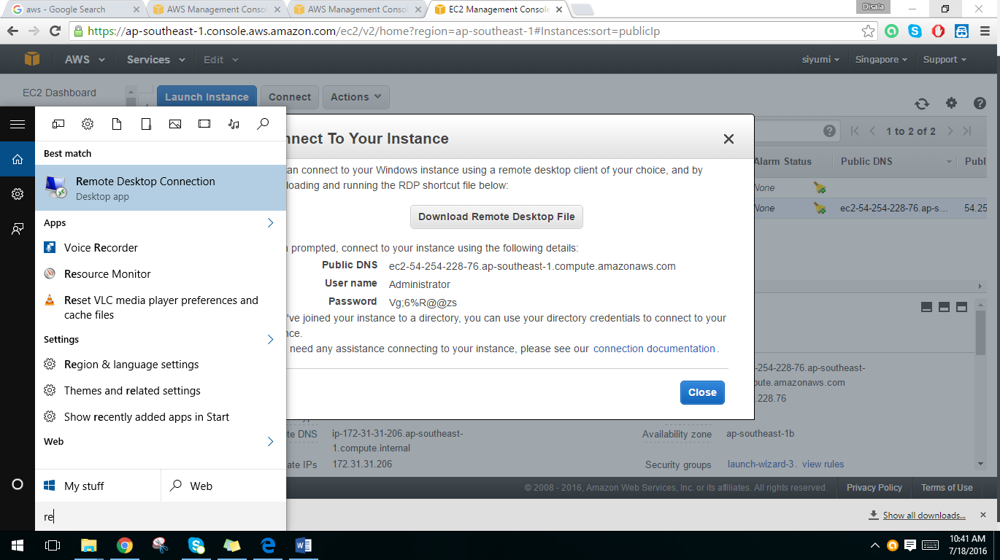 aws - Google Search
AWS Management Conso
AWS Management Conso
EC2 Management Console
Disala
https://ap-southeast-1.console.aws.amazon.com/ec2/v2/home?region=ap-southeast-1#Instances:sort=publicIp
AWS
Services
Edit
siyumi
Singapore
Support
EC2 Dashboard
Launch Instance
Connect
Actions
1 to 2 of 2
Alarm Status
Public DNS
Publ
None
None
ec2-54-254-228-76.ap-s...
54.25
nnect To Your Instance
an connect to your Windows instance using a remote desktop client of your choice, and by
loading and running the RDP shortcut file below:
Download Remote Desktop File
prompted, connect to your instance using the following details:
Public DNS
ec2-54-254-228-76.ap-southeast-1.compute.amazonaws.com
User name
Administrator
Password
Vg;6%R@@zs
've joined your instance to a directory, you can use your directory credentials to connect to your
nce.
need any assistance connecting to your instance, please see our connection documentation.
Close
-254-228-76.ap-southeast-
mpute.amazonaws.com
.228.76
te DNS
ip-172-31-31-206.ap-southeast-
1.compute.internal
ate IPs
172.31.31.206
Availability zone
ap-southeast-1b
Security groups
launch-wizard-3. view rules
© 2008 - 2016, Amazon Web Services, Inc. or its affiliates. All rights reserved.
Privacy Policy
Terms of Use
Show all downloads...
Best match
Remote Desktop Connection
Desktop app
Apps
Voice Recorder
Resource Monitor
Reset VLC media player preferences and
cache files
Settings
Region & language settings
Themes and related settings
Show recently added apps in Start
Web
My stuff
Web
re
10:41 AM
7/18/2016